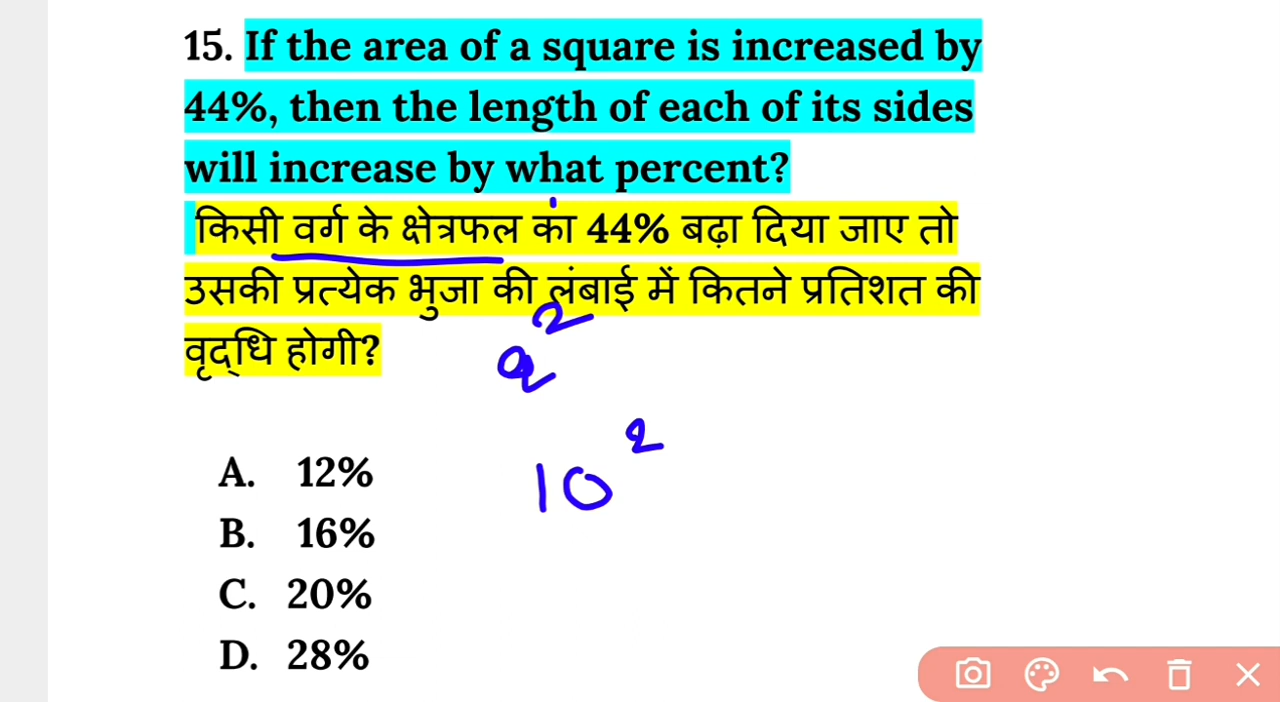 15. If the area of a square is increased by
44%, then the length of each of its sides
will increase by what percent?
किसी वर्ग के क्षेत्रफल कां 44% बढ़ा दिया जाए तो
उसकी प्रत्येक भुजा की लंबाई में कितने प्रतिशत की
वृद्धि होगी?
a²
10²
A. 12%
B. 16%
C. 20%
D. 28%